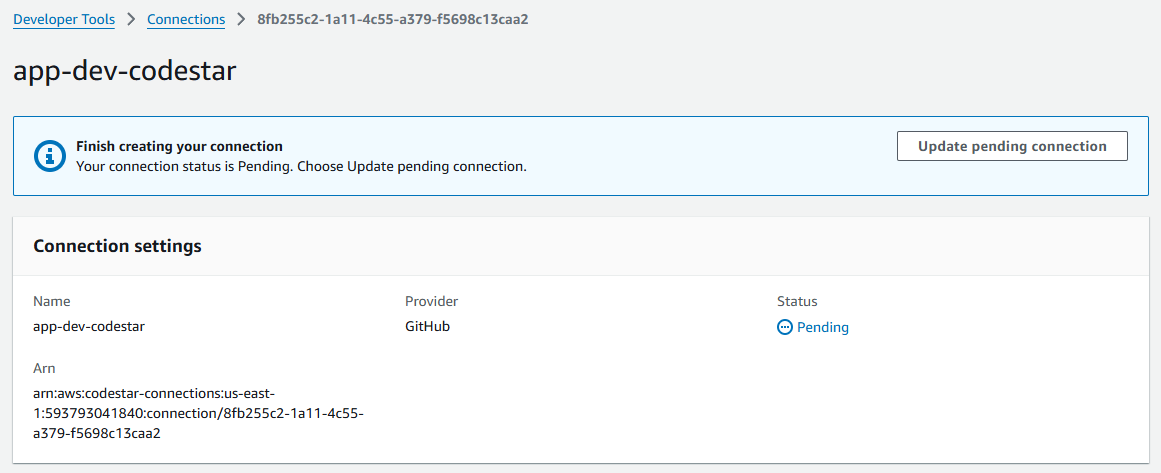 Developer Tools > Connections > 8fb255c2-1a11-4c55-a379-f5698c13caa2
app-dev-codestar
Finish creating your connection
Your connection status is Pending. Choose Update pending connection.
Update pending connection
Connection settings
Name
app-dev-codestar
Provider
GitHub
Status
Pending
Arn
arn:aws:codestar-connections:us-east-
1:593793041840:connection/8fb255c2-1a11-4c55-
a379-f5698c13caa2